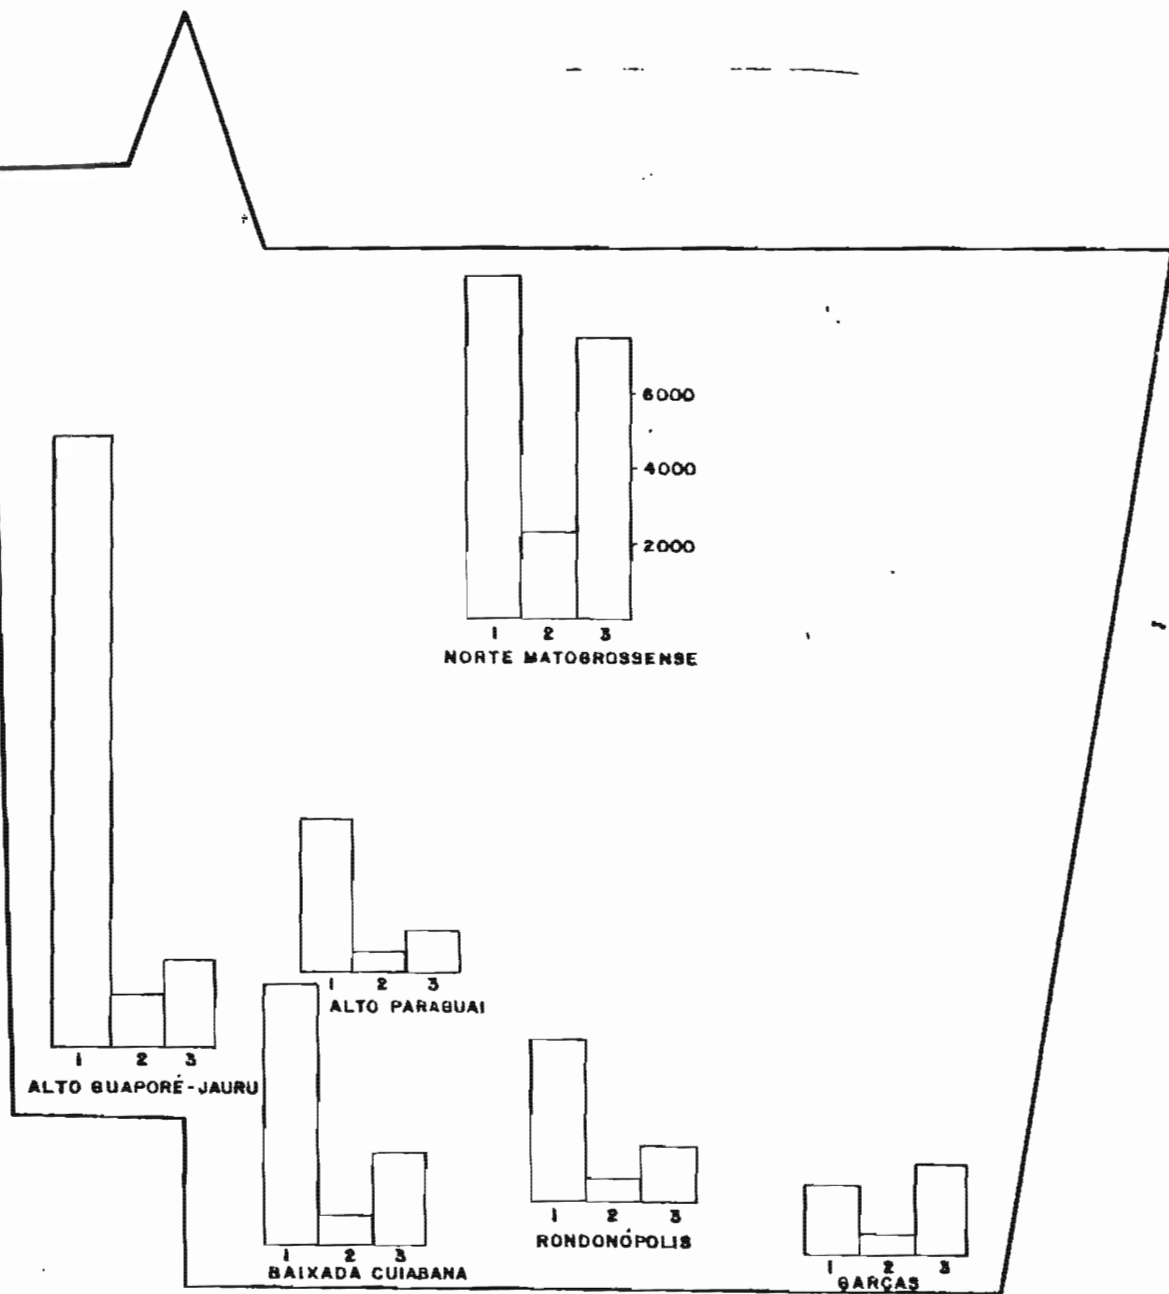 6000
4000
2000
1 2 3
NORTE MATOGROSSENSE
1 2 3
ALTO PARAGUAI
1 2 3
ALTO GUAPORÉ-JAURU
1 2 3
RONDONÓPOLIS
1 2 3
BAIXADA CUIABANA
1 2 3
GARÇAS